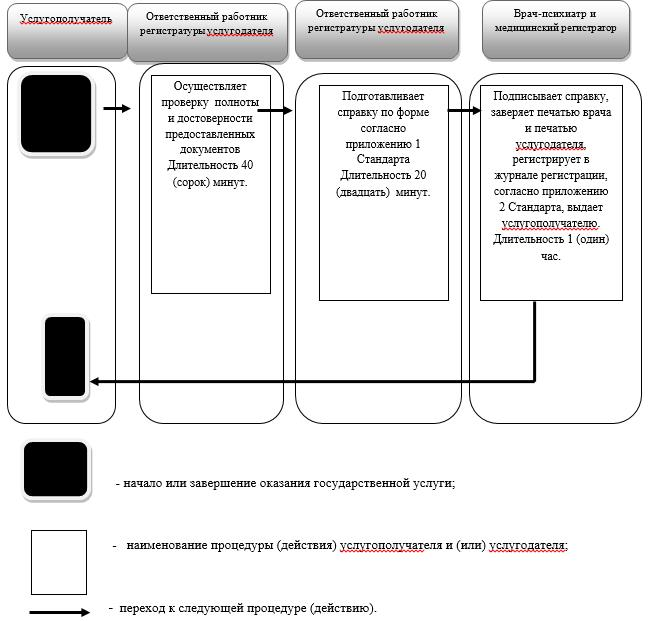 Услугополучатель
Ответственный работник
регистратуры услугодателя
Ответственный работник
регистратуры услугодателя
Врач-психиатр и
медицинский регистратор
Осуществляет
проверку полноты
и достоверности
предоставленных
документов
Длительность 40
(сорок) минут.
Подготавливает
справку по форме
согласно
приложению 1
Стандарта
Длительность 20
(двадцать) минут.
Подписывает справку,
заверяет печатью врача
и печатью
услугодателя,
регистрирует в
журнале регистрации,
согласно приложению
2 Стандарта, выдает
услугополучателю.
Длительность 1 (один)
час.
- начало или завершение оказания государственной услуги;
- наименование процедуры (действия) услугополучателя и (или) услугодателя;
- переход к следующей процедуре (действию).